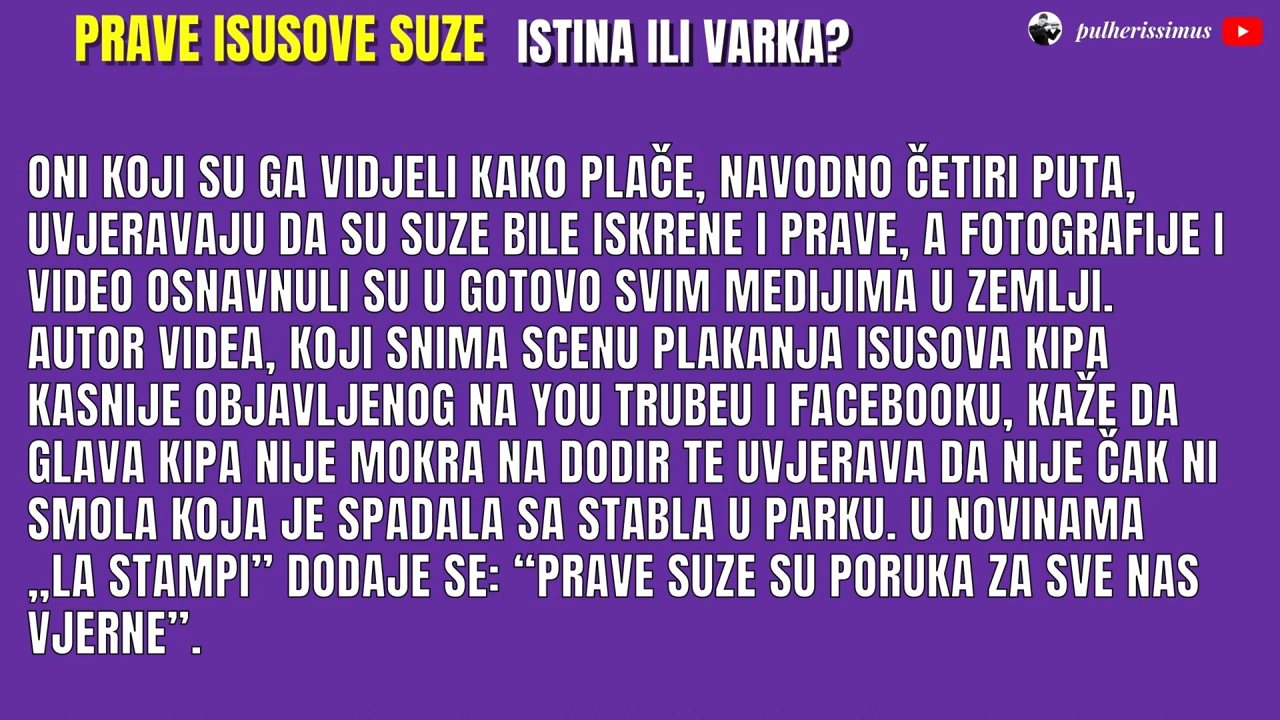 PRAVE ISUSOVE SUZE ISTINA ILI VARKA?
pulherissimus
ONI KOJI SU GA VIDJELI KAKO PLAČE, NAVODNO ČETIRI PUTA,
UVJERAVAJU DA SU SUZE BILE ISKRENE I PRAVE, A FOTOGRAFIJE I
VIDEO OSNAVNULI SU U GOTOVO SVIM MEDIJIMA U ZEMLJI.
AUTOR VIDEA, KOJI SNIMA SCENU PLAKANJA ISUSOVA KIPA
KASNIJE OBJAVLJENOG NA YOU TRUBEU I FACEBOOKU, KAŽE DA
GLAVA KIPA NIJE MOKRA NA DODIR TE UVJERAVA DA NIJE ČAK NI
SMOLA KOJA JE SPADALA SA STABLA U PARKU. U NOVINAMA
„LA STAMPI” DODAJE SE: “PRAVE SUZE SU PORUKA ZA SVE NAS
VJERNE”.